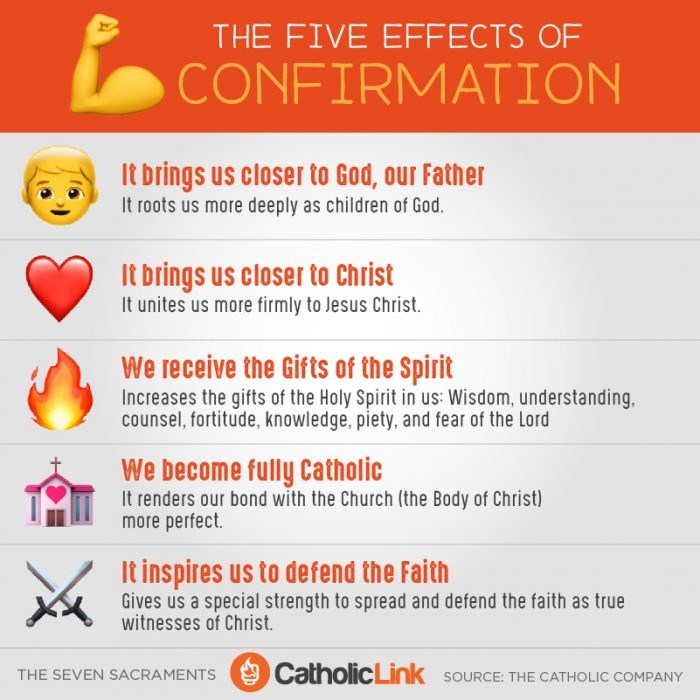 THE FIVE EFFECTS OF
CONFIRMATION
It brings us closer to God, our Father
It roots us more deeply as children of God.
It brings us closer to Christ
It unites us more firmly to Jesus Christ.
We receive the Gifts of the Spirit
Increases the gifts of the Holy Spirit in us: Wisdom, understanding,
counsel, fortitude, knowledge, piety, and fear of the Lord
We become fully Catholic
It renders our bond with the Church (the Body of Christ)
more perfect.
It inspires us to defend the Faith
Gives us a special strength to spread and defend the faith as true
witnesses of Christ.
THE SEVEN SACRAMENTS CatholicLink SOURCE: THE CATHOLIC COMPANY